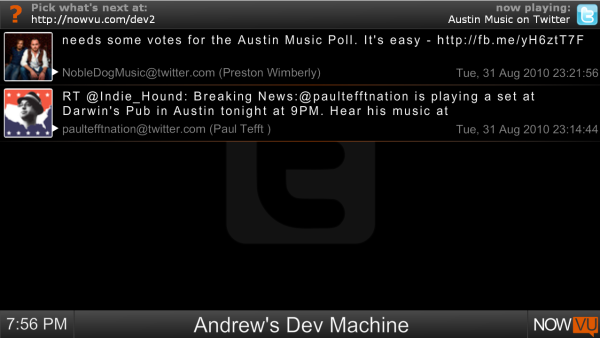 Pick what's next at:
http://nowvu.com/dev2
now playing:
Austin Music on Twitter
needs some votes for the Austin Music Poll. It's easy - http://fb.me/yH6ztT7F
NobleDogMusic@twitter.com (Preston Wimberly)
Tue, 31 Aug 2010 23:21:56
RT @Indie_Hound: Breaking News:@paultefftnation is playing a set at
Darwin's Pub in Austin tonight at 9PM. Hear his music at
paultefftnation@twitter.com (Paul Tefft )
Tue, 31 Aug 2010 23:14:44
7:56 PM
Andrew's Dev Machine
NOWVU